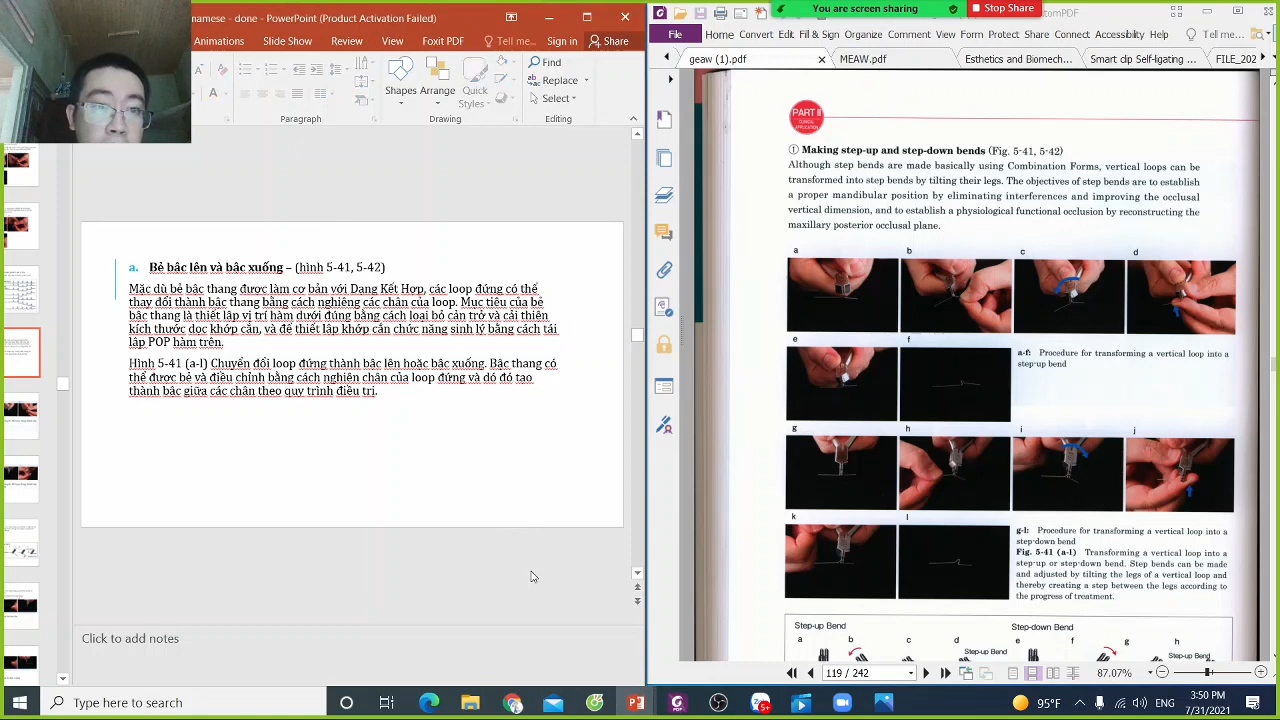 namese - done - PowerPoint (Product Activation
Animations Slide Show Review View Foxit PDF Tell me... Sign in Share
Shapes Arrange Quick Styles
Find
Replace
Select
Paragraph Drawing Editing
a. Bẻ bậc lên và bậc xuống – (hình 5-41, 5-42)
Mặc dù bẻ bậc thang được làm cơ bản với Dạng Kết Hợp, các loop đứng có thể
thay đổi thành bậc thang bằng cách nghiêng các chân của loop. Mục tiêu của bẻ
bậc thang là thiết lập vị trí hàm dưới đúng bằng cách loại bỏ cản trở và cải thiện
kích thước dọc khớp cắn, và để thiết lập khớp cắn chức năng sinh lý bằng cách tái
lập POP hàm trên.
Hình 5-41 (a-l) Chuyển đổi loop đứng thành bậc lên hoặc bậc xuống. Bậc thang có
thể được bẻ và điều chỉnh bằng cách nghiêng chân của loop đứng và do đó tạo
thành bậc giữa các chân theo quy trình điều trị.
Click to add notes
Type here to search
You are screen sharing Stop Share
File Home Convert Edit Fill & Sign Organize Comment View Form Protect Share Connect Accessibility Help Tell me...
geaw (1).pdf MEAW.pdf Esthetics and Biomech... Smart clip Self-ligating ... FILE_202
PART II
CLINICAL
APPLICATION
① Making step-up and step-down bends (Fig. 5-41, 5-42)
Although step bends are made basically using Combination Forms, vertical loops can be
transformed into step bends by tilting their legs. The objectives of step bends are to establish
a proper mandibular position by eliminating interferences and improving the occlusal
vertical dimension, and to establish a physiological functional occlusion by reconstructing the
maxillary posterior occlusal plane.
a b c d
e f
a-f: Procedure for transforming a vertical loop into a
step-up bend
g h i j
k l
g-l: Procedure for transforming a vertical loop into a
step-down bend
Fig. 5-41 (a-l) Transforming a vertical loop into a
step-up or step-down bend. Step bends can be made
and adjusted by tilting the legs of a vertical loop and
thereby creating a step between the legs according to
the progress of treatment.
Step-up Bend Step-down Bend
a b c d e f g h
Step-up bend Step-up bend
119 / 242 87.07%
95°F ENG 3:50 PM
7/31/2021